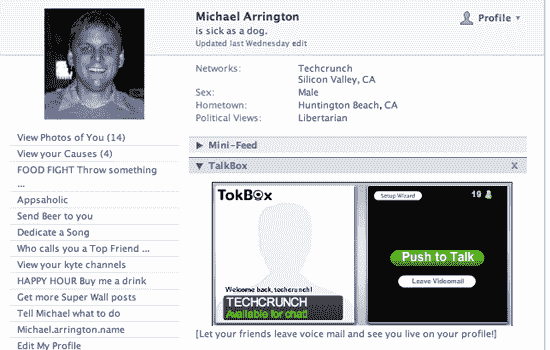 Michael Arrington
is sick as a dog.
Updated last Wednesday edit
Profile
Networks: Techcrunch
Silicon Valley, CA
Sex: Male
Hometown: Huntington Beach, CA
Political Views: Libertarian
Mini-Feed
TalkBox X
TokBox
Welcome back, techcrunch!
TECHCRUNCH
Available for chat!
Setup Wizard 19
Push to Talk
Leave Videomail
[Let your friends leave voice mail and see you live on your profile!]
View Photos of You (14)
View your Causes (4)
FOOD FIGHT Throw something
...
Appsaholic
Send Beer to you
Dedicate a Song
Who calls you a Top Friend ...
View your kyte channels
HAPPY HOUR Buy me a drink
Get more Super Wall posts
Tell Michael what to do
Michael.arrington.name
Edit My Profile